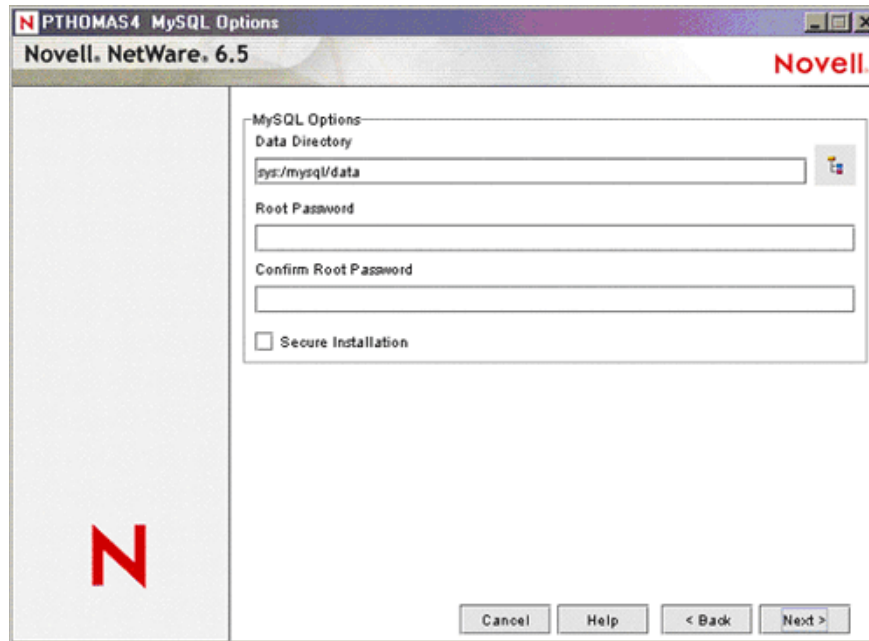 N PTHOMAS4 MySQL Options
Novell. NetWare. 6.5
Novell.
MySQL Options
Data Directory
sys:/mysql/data
Root Password
Confirm Root Password
Secure Installation
N
Cancel Help < Back Next >